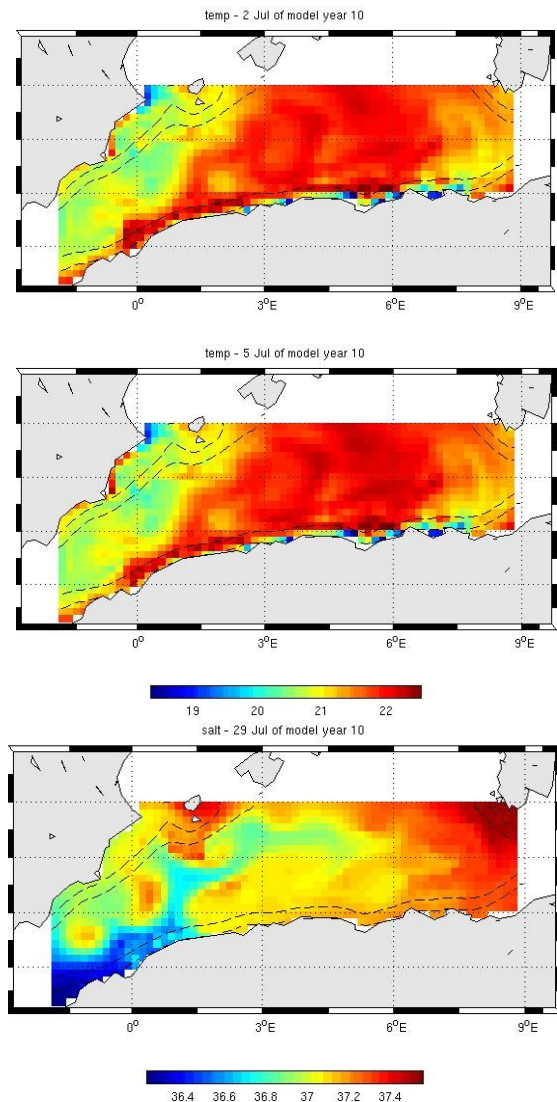 temp - 2 Jul of model year 10
0° 3°E 6°E 9°E
temp - 5 Jul of model year 10
0° 3°E 6°E 9°E
19 20 21 22
salt - 29 Jul of model year 10
0° 3°E 6°E 9°E
36.4 36.6 36.8 37 37.2 37.4